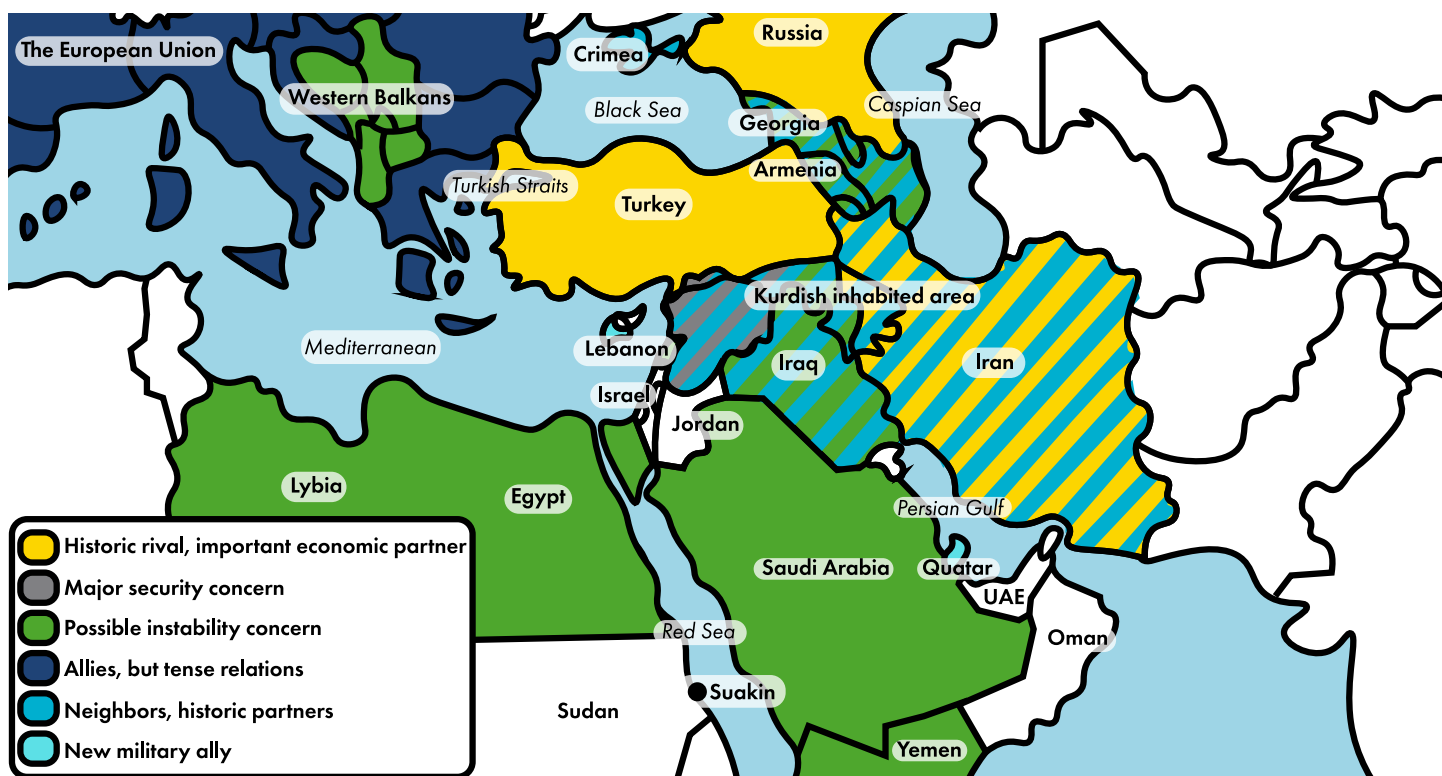 Russia
The European Union
Crimea
Western Balkans
Black Sea
Caspian Sea
Georgia
Armenia
Turkish Straits
Turkey
Kurdish inhabited area
Mediterranean
Lebanon
Iraq
Iran
Israel
Jordan
Lybia
Egypt
Persian Gulf
Historic rival, important economic partner
Saudi Arabia
Quatar
Major security concern
UAE
Possible instability concern
Red Sea
Oman
Allies, but tense relations
Suakin
Neighbors, historic partners
Sudan
New military ally
Yemen